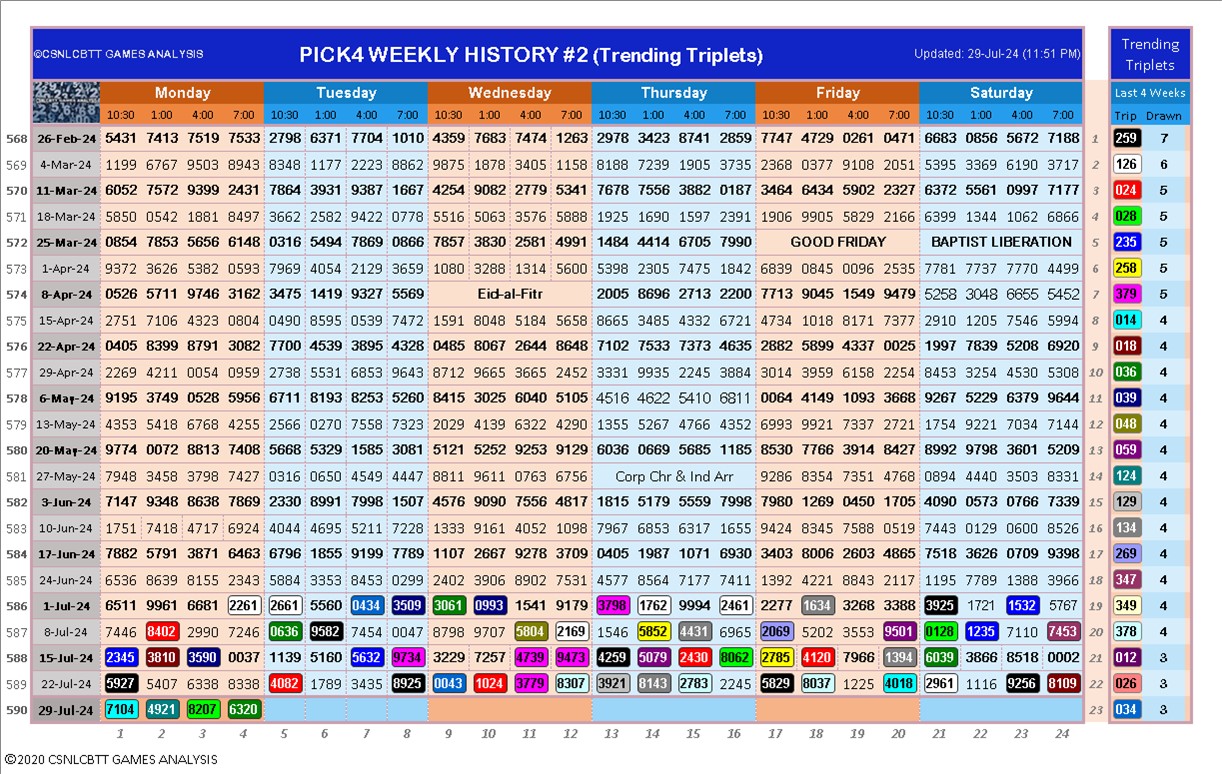 ©CSNLCBTT GAMES ANALYSIS PICK4 WEEKLY HISTORY #2 (Trending Triplets) Updated: 29-Jul-24 (11:51 PM) Trending Triplets
Monday Tuesday Wednesday Thursday Friday Saturday Last 4 Weeks
10:30 1:00 4:00 7:00 10:30 1:00 4:00 7:00 10:30 1:00 4:00 7:00 10:30 1:00 4:00 7:00 10:30 1:00 4:00 7:00 10:30 1:00 4:00 7:00 Trip Drawn
568 26-Feb-24 5431 7413 7519 7533 2798 6371 7704 1010 4359 7683 7474 1263 2978 3423 8741 2859 7747 4729 0261 0471 6683 0856 5672 7188 1 259 7
569 4-Mar-24 1199 6767 9503 8943 8348 1177 2223 8862 9875 1878 3405 1158 8188 7239 1905 3735 2368 0377 9108 2051 5395 3369 6190 3717 2 126 6
570 11-Mar-24 6052 7572 9399 2431 7864 3931 9387 1667 4254 9082 2779 5341 7678 7556 3882 0187 3464 6434 5902 2327 6372 5561 0997 7177 3 024 5
571 18-Mar-24 5850 0542 1881 8497 3662 2582 9422 0778 5516 5063 3576 5888 1925 1690 1597 2391 1906 9905 5829 2166 6399 1344 1062 6866 4 028 5
572 25-Mar-24 0854 7853 5656 6148 0316 5494 7869 0866 7857 3830 2581 4991 1484 4414 6705 7990 GOOD FRIDAY BAPTIST LIBERATION 5 235 5
573 1-Apr-24 9372 3626 5382 0593 7969 4054 2129 3659 1080 3288 1314 5600 5398 2305 7475 1842 6839 0845 0096 2535 7781 7737 7770 4499 6 258 5
574 8-Apr-24 0526 5711 9746 3162 3475 1419 9327 5569 Eid-al-Fitr 2005 8696 2713 2200 7713 9045 1549 9479 5258 3048 6655 5452 7 379 5
575 15-Apr-24 2751 7106 4323 0804 0490 8595 0539 7472 1591 8048 5184 5658 8665 3485 4332 6721 4734 1018 8171 7377 2910 1205 7546 5994 8 014 4
576 22-Apr-24 0405 8399 8791 3082 7700 4539 3895 4328 0485 8067 2644 8648 7102 7533 7373 4635 2882 5899 4337 0025 1997 7839 5208 6920 9 018 4
577 29-Apr-24 2269 4211 0054 0959 2738 5531 6853 9643 8712 9665 3665 2452 3331 9935 2245 3884 3014 3959 6158 2254 8453 3254 4530 5308 10 036 4
578 6-May-24 9195 3749 0528 5956 6711 8193 8253 5260 8415 3025 6040 5105 4516 4622 5410 6811 0064 4149 1093 3668 9267 5229 6379 9644 11 039 4
579 13-May-24 4353 5418 6768 4255 2566 0270 7558 7323 2029 4139 6322 4290 1355 5267 4766 4352 6993 9921 7337 2721 1754 9221 7034 7144 12 048 4
580 20-May-24 9774 0072 8813 7408 5668 5329 1585 3081 5121 5252 9253 9129 6036 0669 5685 1185 8530 7766 3914 8427 8992 9798 3601 5209 13 059 4
581 27-May-24 7948 3458 3798 7427 0316 0650 4549 4447 8811 9611 0763 6756 Corp Chr & Ind Arr 9286 8354 7351 4768 0894 4440 3503 8331 14 124 4
582 3-Jun-24 7147 9348 8638 7869 2330 8991 7998 1507 4576 9090 7556 4817 1815 5179 5559 7998 7980 1269 0450 1705 4090 0573 0766 7339 15 129 4
583 10-Jun-24 1751 7418 4717 6924 4044 4695 5211 7228 1333 9161 4052 1098 7967 6853 6317 1655 9424 8345 7588 0519 7443 0129 0600 8526 16 134 4
584 17-Jun-24 7882 5791 3871 6463 6796 1855 9199 7789 1107 2667 9278 3709 0405 1987 1071 6930 3403 8006 2603 4865 7518 3626 0709 9398 17 269 4
585 24-Jun-24 6536 8639 8155 2343 5884 3353 8453 0299 2402 3906 8902 7531 4577 8564 7177 7411 1392 4221 8843 2117 1195 7789 1388 3966 18 347 4
586 1-Jul-24 6511 9961 6681 2261 2661 5560 0434 3509 3061 0993 1541 9179 3798 1762 9994 2461 2277 1634 3268 3388 3925 1721 1532 5767 19 349 4
587 8-Jul-24 7446 8402 2990 7246 0636 9582 7454 0047 8798 9707 5804 2169 1546 5852 4431 6965 2069 5202 3553 9501 0128 1235 7110 7453 20 378 4
588 15-Jul-24 2345 3810 3590 0037 1139 5160 5632 9734 3229 7257 4739 9473 4259 5079 2430 8062 2785 4120 7966 1394 6039 3866 8518 0002 21 012 3
589 22-Jul-24 5927 5407 6338 8338 4082 1789 3435 8925 0043 1024 3779 8307 3921 8143 2783 2245 5829 8037 1225 4018 2961 1116 9256 8109 22 026 3
590 29-Jul-24 7104 4921 8207 6320 23 034 3
1 2 3 4 5 6 7 8 9 10 11 12 13 14 15 16 17 18 19 20 21 22 23 24
©2020 CSNLCBTT GAMES ANALYSIS